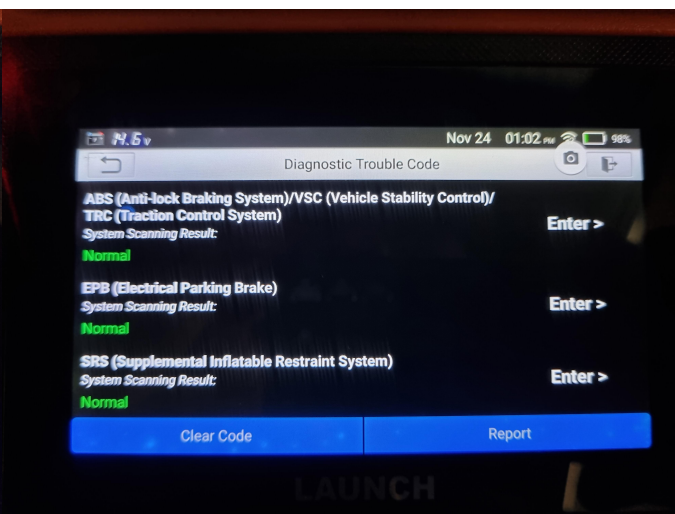 14.5v Nov 24 01:02 PM 98%
Diagnostic Trouble Code
ABS (Anti-lock Braking System)/VSC (Vehicle Stability Control)/
TRC (Traction Control System)
Enter >
System Scanning Result:
Normal
EPB (Electrical Parking Brake)
Enter >
System Scanning Result:
Normal
SRS (Supplemental Inflatable Restraint System)
Enter >
System Scanning Result:
Normal
Clear Code Report
LAUNCH